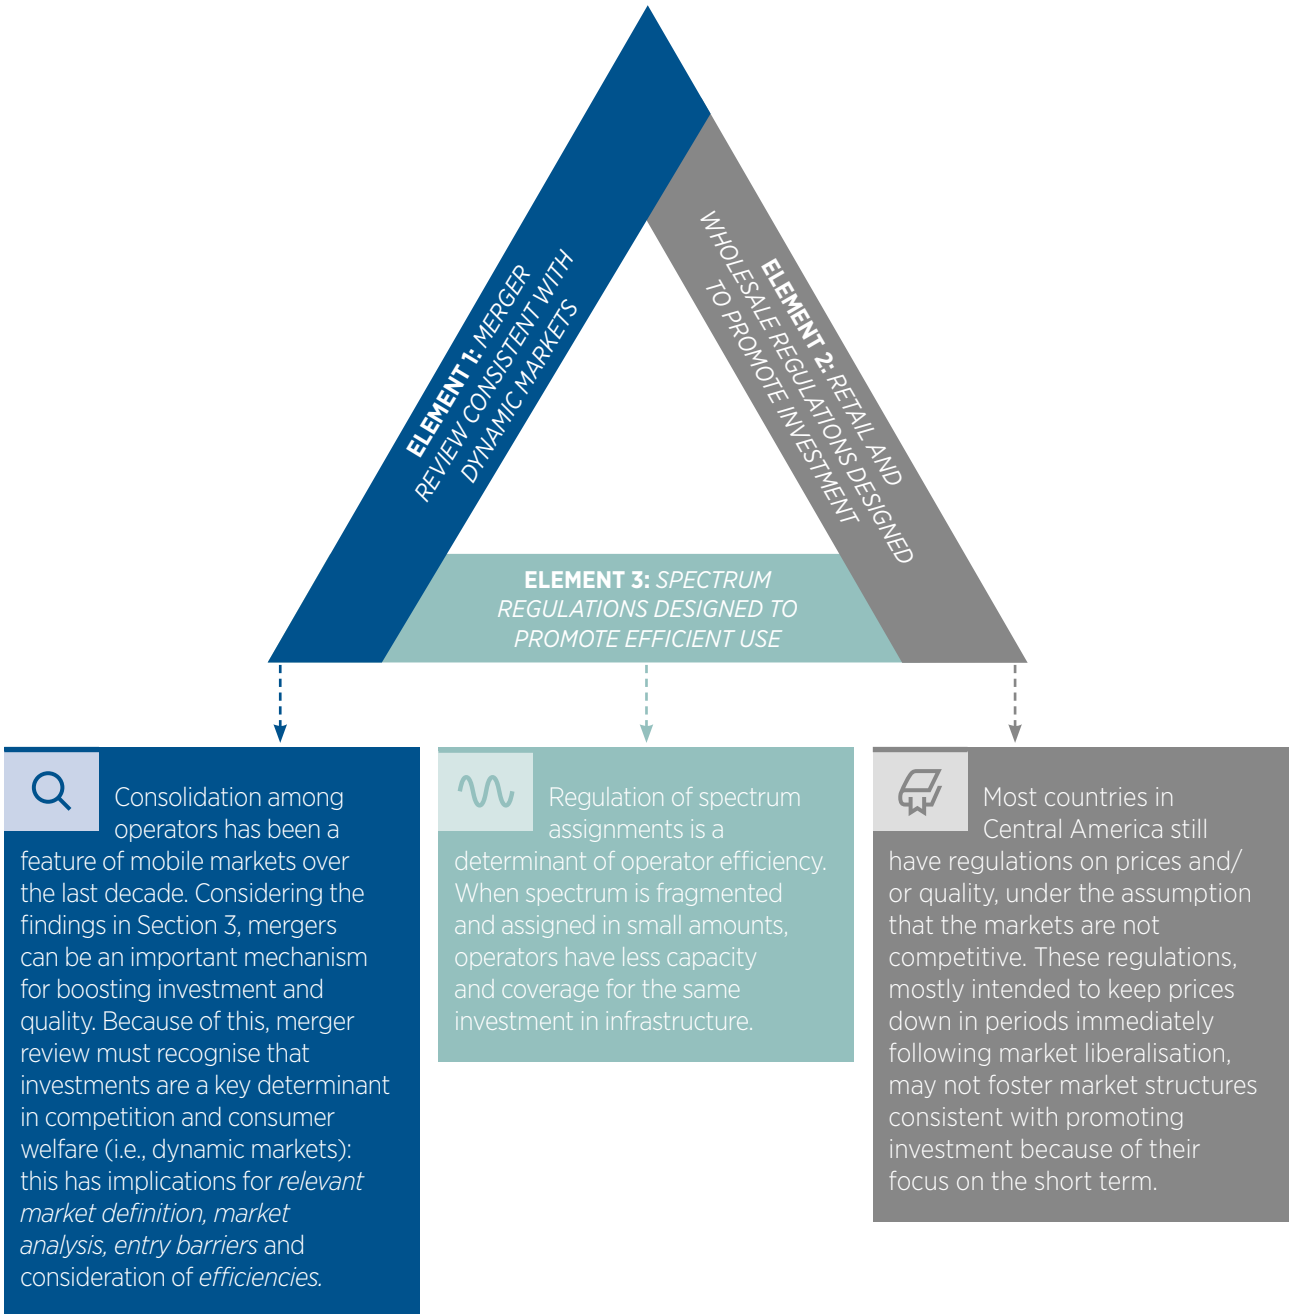 ELEMENT 1: MERGER
REVIEW CONSISTENT WITH
DYNAMIC MARKETS
ELEMENT 2: RETAIL AND
WHOLESALE REGULATIONS DESIGNED
TO PROMOTE INVESTMENT
ELEMENT 3: SPECTRUM
REGULATIONS DESIGNED TO
PROMOTE EFFICIENT USE
Consolidation among
operators has been a
feature of mobile markets over
the last decade. Considering the
findings in Section 3, mergers
can be an important mechanism
for boosting investment and
quality. Because of this, merger
review must recognise that
investments are a key determinant
in competition and consumer
welfare (i.e., dynamic markets):
this has implications for relevant
market definition, market
analysis, entry barriers and
consideration of efficiencies.
Regulation of spectrum
assignments is a
determinant of operator efficiency.
When spectrum is fragmented
and assigned in small amounts,
operators have less capacity
and coverage for the same
investment in infrastructure.
Most countries in
Central America still
have regulations on prices and/
or quality, under the assumption
that the markets are not
competitive. These regulations,
mostly intended to keep prices
down in periods immediately
following market liberalisation,
may not foster market structures
consistent with promoting
investment because of their
focus on the short term.